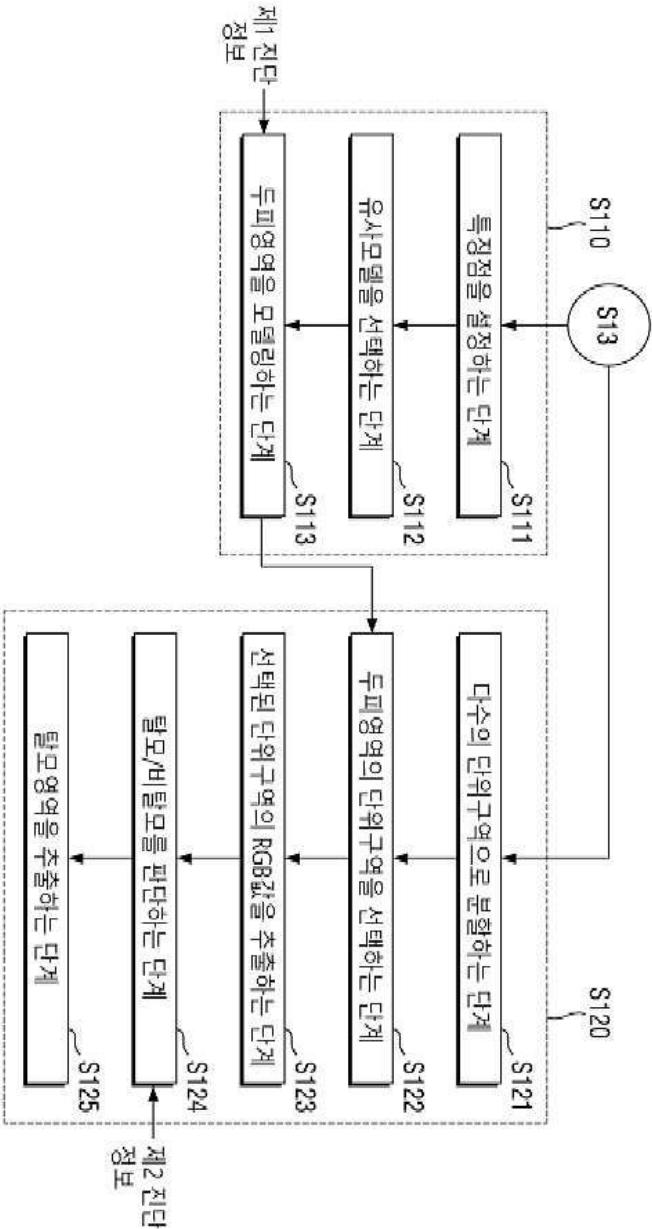 S13
S110
특징점을 설정하는 단계
S111
유사모델을 선택하는 단계
S112
제1 진단
정보
두피영역을 모델링하는 단계
S113
S120
다수의 단위구역으로 분할하는 단계
S121
두피영역의 단위구역을 선택하는 단계
S122
선택된 단위구역의 RGB값을 추출하는 단계
S123
탈모/비탈모를 판단하는 단계
S124
제2 진단
정보
탈모영역을 추출하는 단계
S125